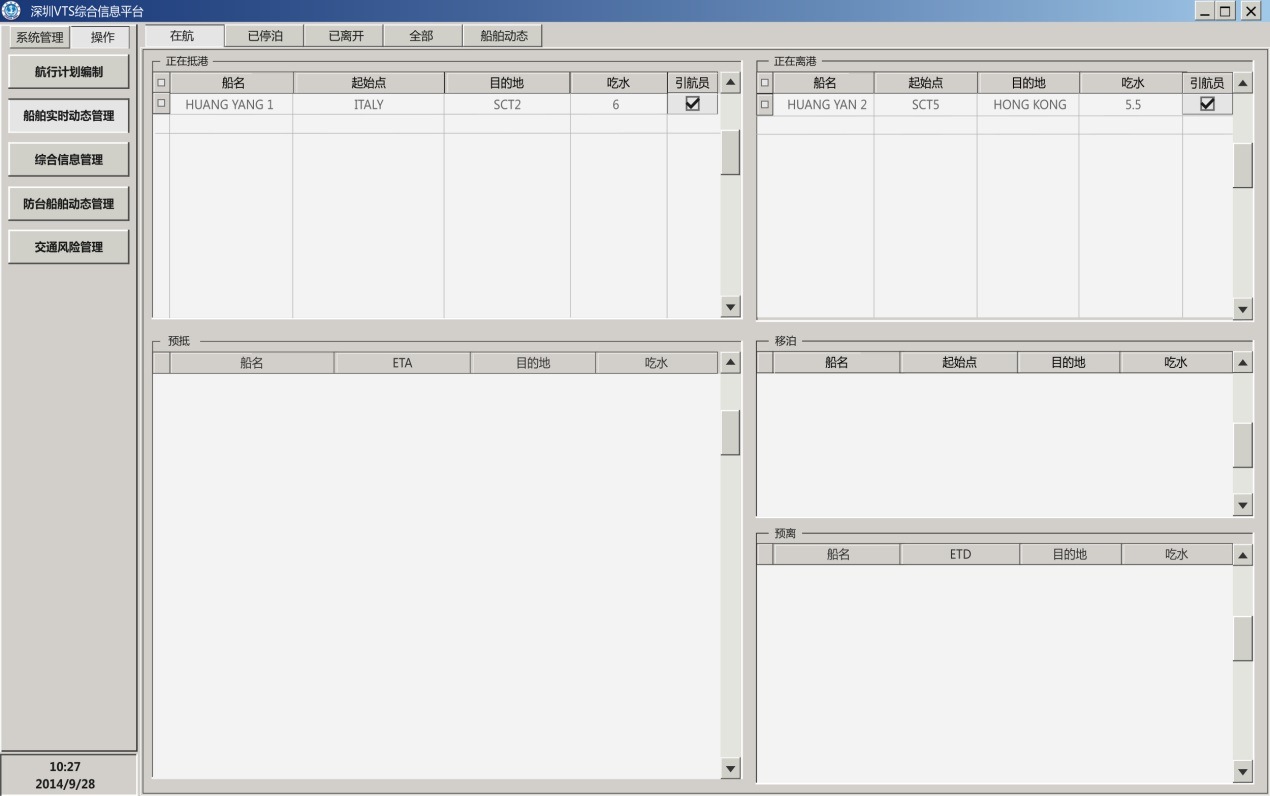 深圳VTS综合信息平台
系统管理 操作
航行计划编制
船舶实时动态管理
综合信息管理
防台船舶动态管理
交通风险管理
10:27
2014/9/28
在航 已停泊 已离开 全部 船舶动态
正在抵港
船名 起始点 目的地 吃水 引航员
HUANG YANG 1 ITALY SCT2 6
正在离港
船名 起始点 目的地 吃水 引航员
HUANG YAN 2 SCT5 HONG KONG 5.5
预抵
船名 ETA 目的地 吃水
移泊
船名 起始点 目的地 吃水
预离
船名 ETD 目的地 吃水